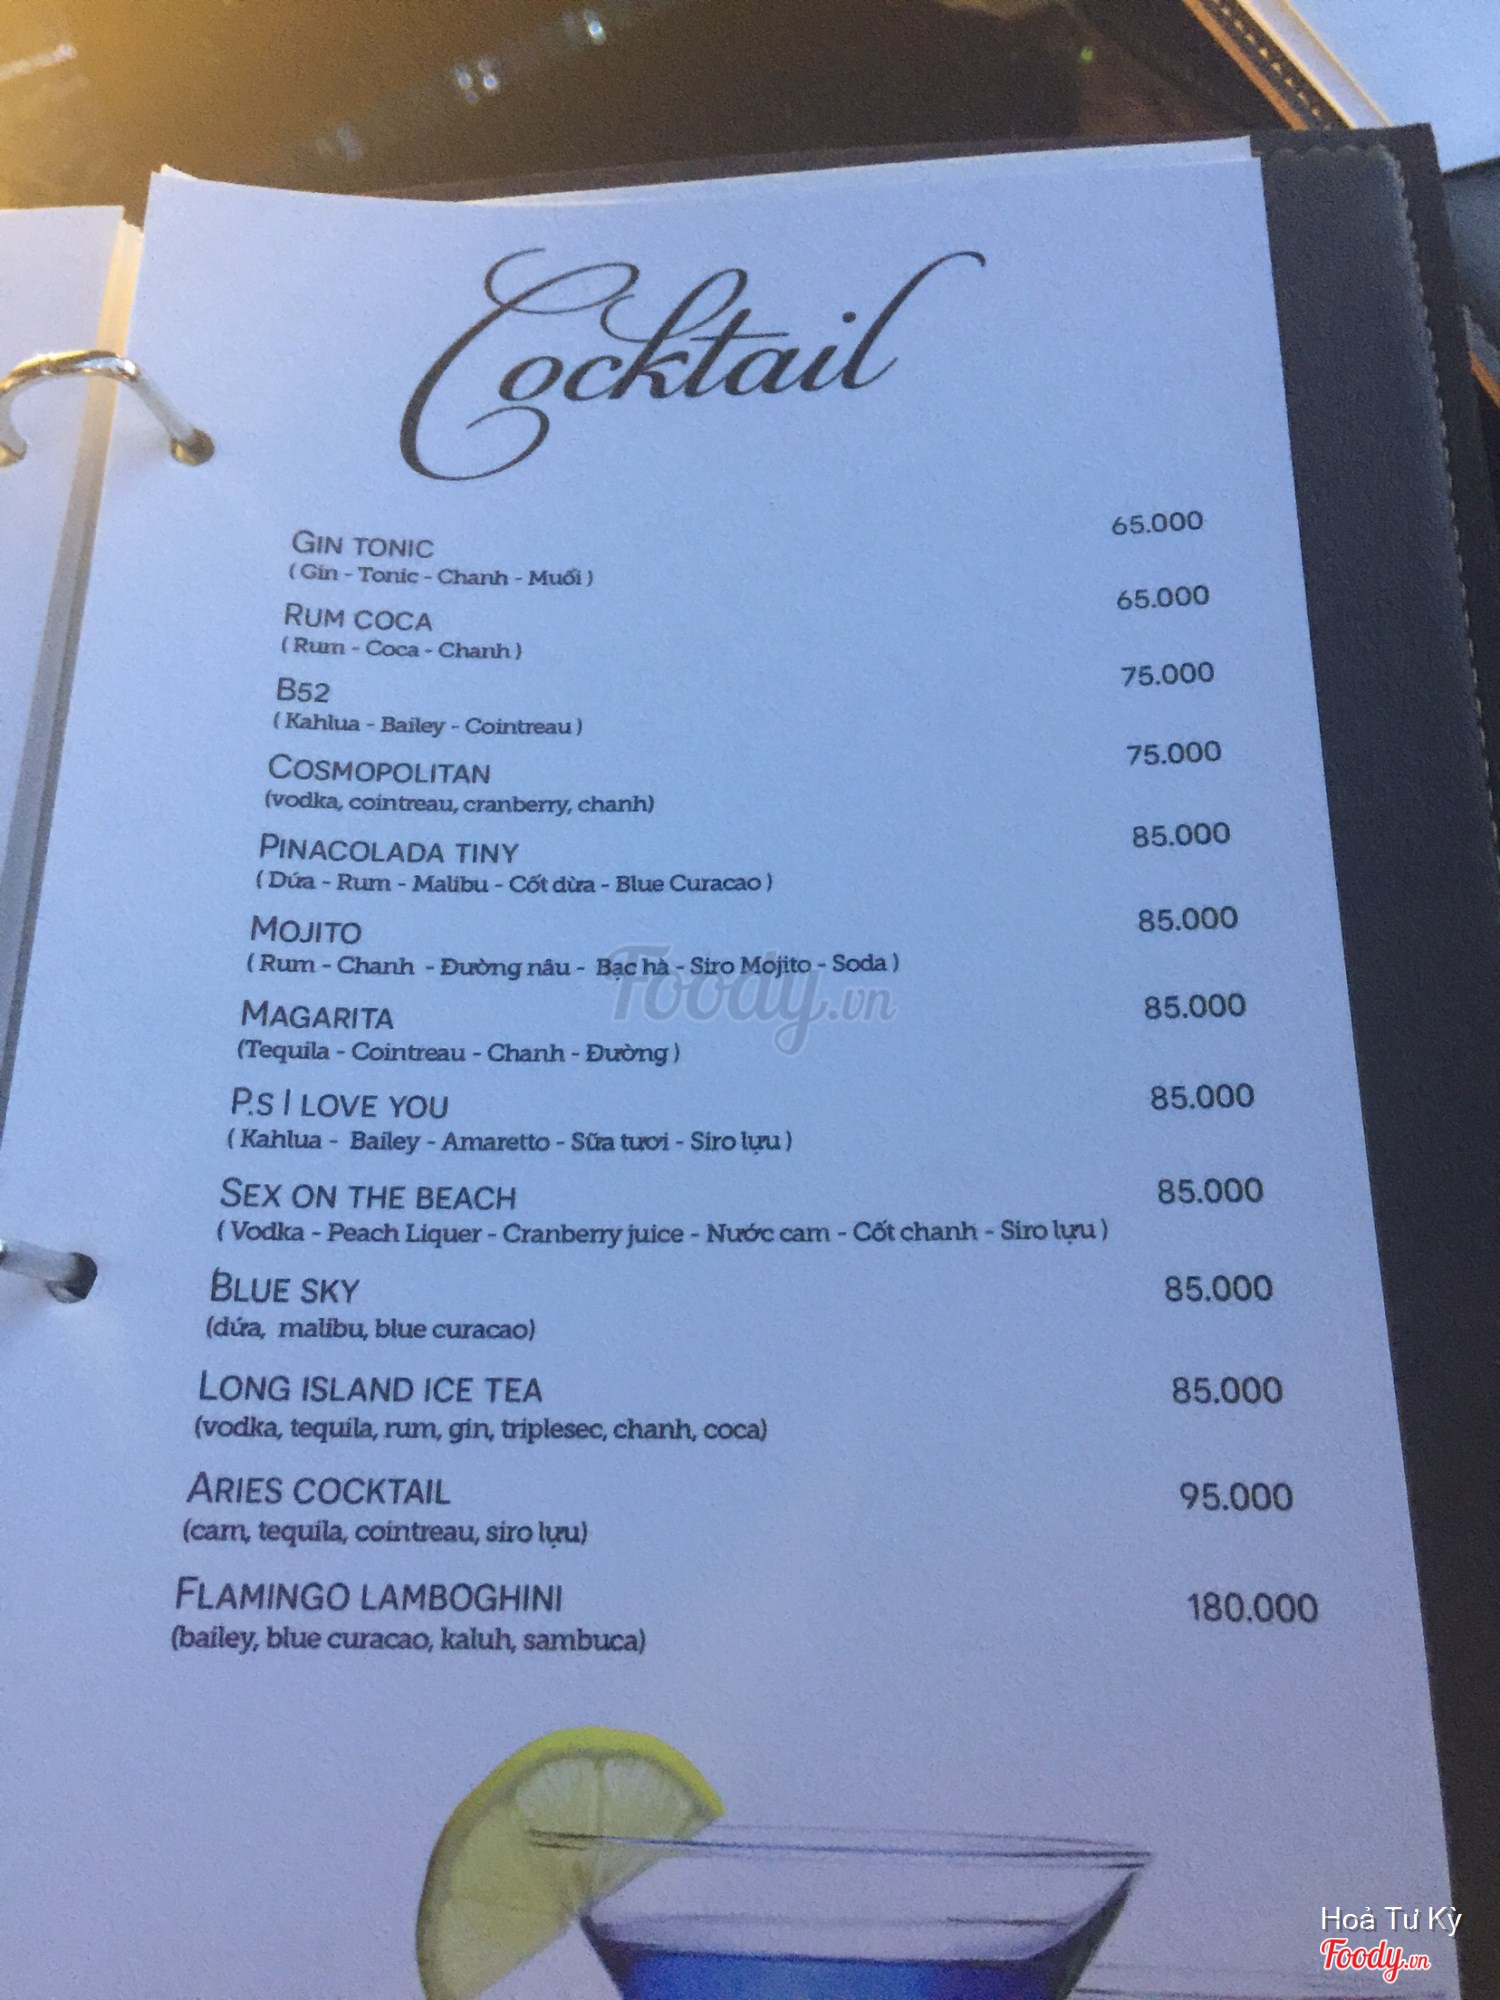 Cocktail
GIN TONIC 65.000
( Gin - Tonic - Chanh - Muối )
RUM COCA 65.000
( Rum - Coca - Chanh )
B52 75.000
( Kahlua - Bailey - Cointreau )
COSMOPOLITAN 75.000
(vodka, cointreau, cranberry, chanh)
PINACOLADA TINY 85.000
( Dứa - Rum - Malibu - Cốt dừa - Blue Curacao )
MOJITO 85.000
( Rum - Chanh - Đường nâu - Bạc hà - Siro Mojito - Soda )
Foody.vn
MAGARITA 85.000
(Tequila - Cointreau - Chanh - Đường )
P.S I LOVE YOU 85.000
( Kahlua - Bailey - Amaretto - Sữa tươi - Siro lựu )
SEX ON THE BEACH 85.000
( Vodka - Peach Liquer - Cranberry juice - Nước cam - Cốt chanh - Siro lựu )
BLUE SKY 85.000
(dứa, malibu, blue curacao)
LONG ISLAND ICE TEA 85.000
(vodka, tequila, rum, gin, triplesec, chanh, coca)
ARIES COCKTAIL 95.000
(cam, tequila, cointreau, siro lựu)
FLAMINGO LAMBOGHINI 180.000
(bailey, blue curacao, kaluh, sambuca)
Hoả Tư Kỳ
Foody.vn